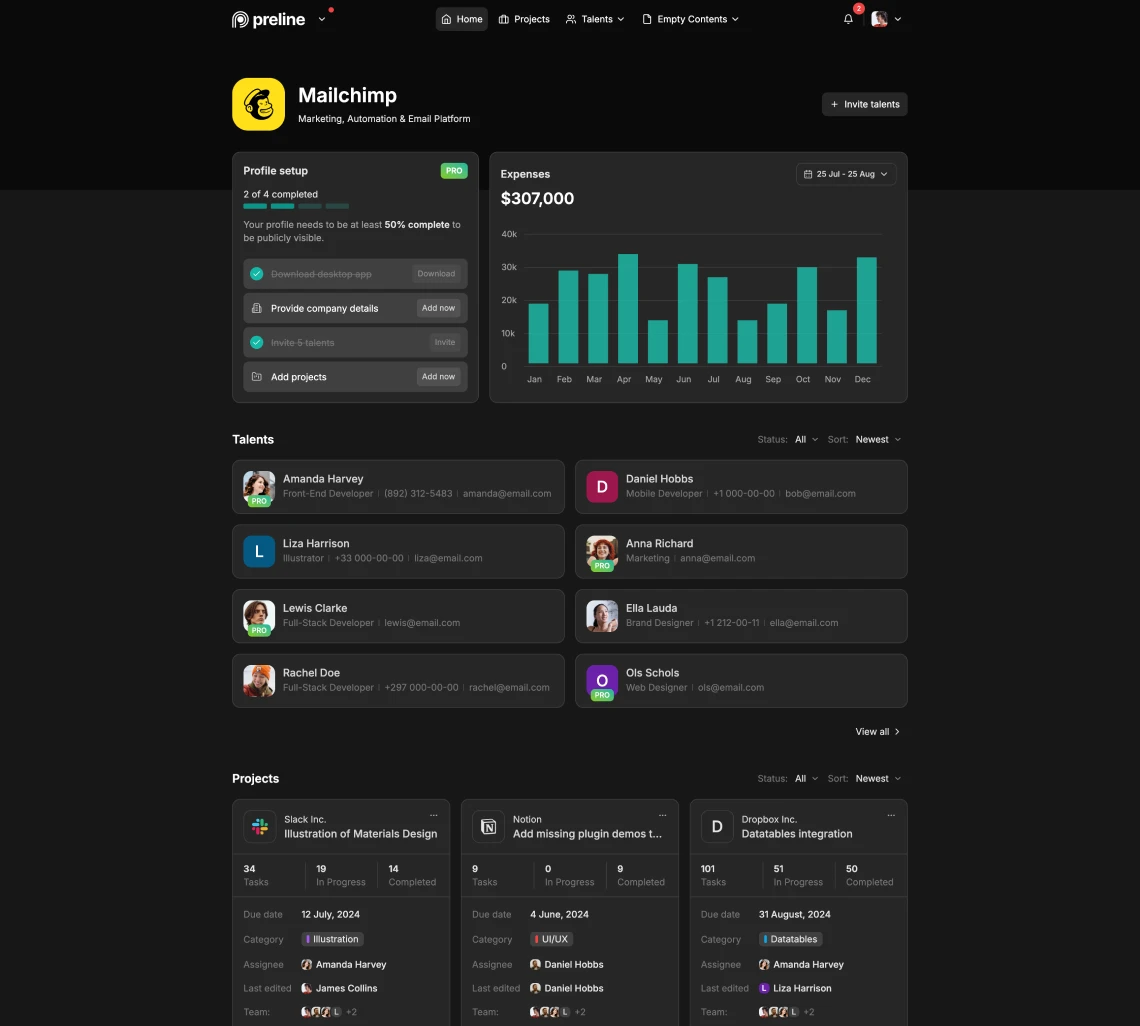 preline
Home Projects Talents Empty Contents
2
Mailchimp
Marketing, Automation & Email Platform
Invite talents
Profile setup PRO
2 of 4 completed
Your profile needs to be at least 50% complete to
be publicly visible.
Download desktop app Download
Provide company details Add now
Invite 5 talents Invite
Add projects Add now
Expenses 25 Jul - 25 Aug
$307,000
40k
30k
20k
10k
0
Jan Feb Mar Apr May Jun Jul Aug Sep Oct Nov Dec
Talents Status: All Sort: Newest
PRO
Amanda Harvey
Front-End Developer (892) 312-5483 amanda@email.com
D
Daniel Hobbs
Mobile Developer +1 000-00-00 bob@email.com
L
Liza Harrison
Illustrator +33 000-00-00 liza@email.com
PRO
Anna Richard
Marketing anna@email.com
PRO
Lewis Clarke
Full-Stack Developer lewis@email.com
Ella Lauda
Brand Designer +1 212-00-11 ella@email.com
Rachel Doe
Full-Stack Developer +297 000-00-00 rachel@email.com
O
PRO
Ols Schols
Web Designer ols@email.com
View all
Projects Status: All Sort: Newest
Slack Inc.
Illustration of Materials Design
34 19 14
Tasks In Progress Completed
Due date 12 July, 2024
Category Illustration
Assignee Amanda Harvey
Last edited James Collins
Team: L +2
N
Notion
Add missing plugin demos t...
9 0 9
Tasks In Progress Completed
Due date 4 June, 2024
Category UI/UX
Assignee Daniel Hobbs
Last edited Daniel Hobbs
Team: L +2
D
Dropbox Inc.
Datatables integration
101 51 50
Tasks In Progress Completed
Due date 31 August, 2024
Category Datatables
Assignee Amanda Harvey
Last edited L Liza Harrison
Team: L +2